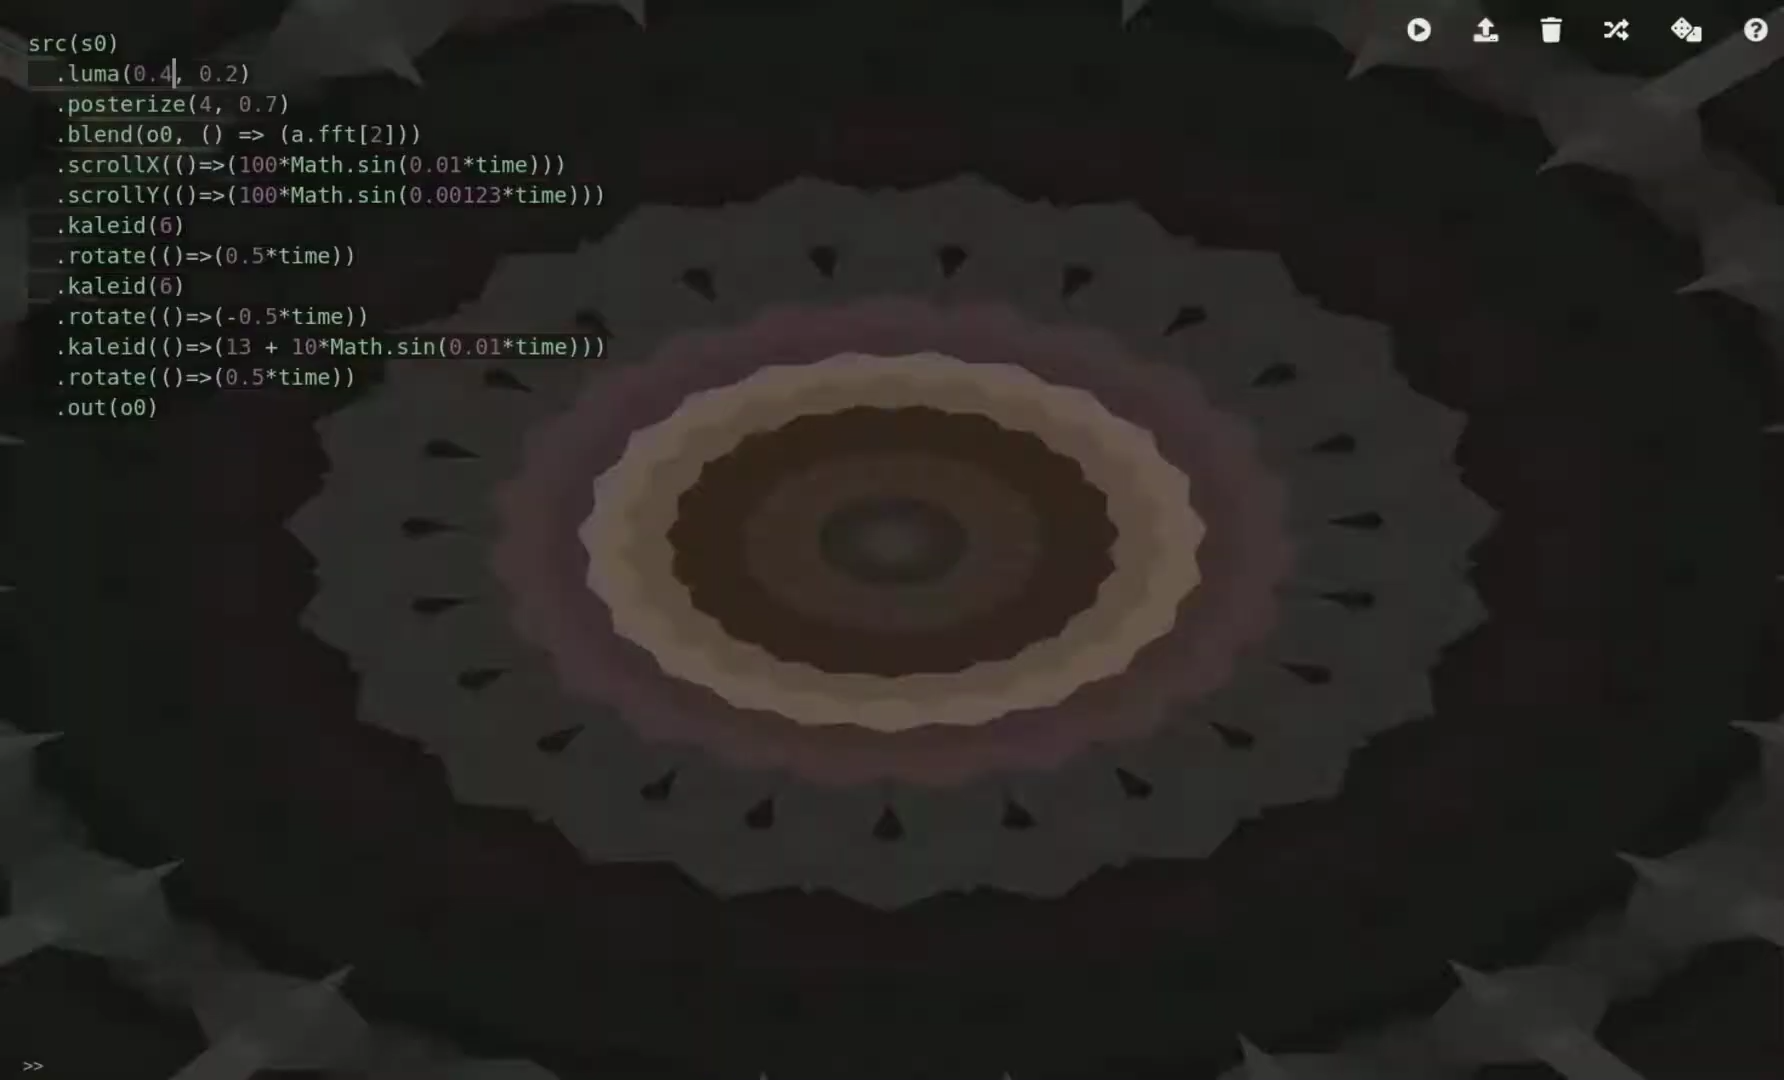 src(s0)
.luma(0.4, 0.2)
.posterize(4, 0.7)
.blend(o0, () => (a.fft[2]))
.scrollX(()=>(100*Math.sin(0.01*time)))
.scrollY(()=>(100*Math.sin(0.00123*time)))
.kaleid(6)
.rotate(()=>(0.5*time))
.kaleid(6)
.rotate(()=>(-0.5*time))
.kaleid(()=>(13 + 10*Math.sin(0.01*time)))
.rotate(()=>(0.5*time))
.out(o0)
>>